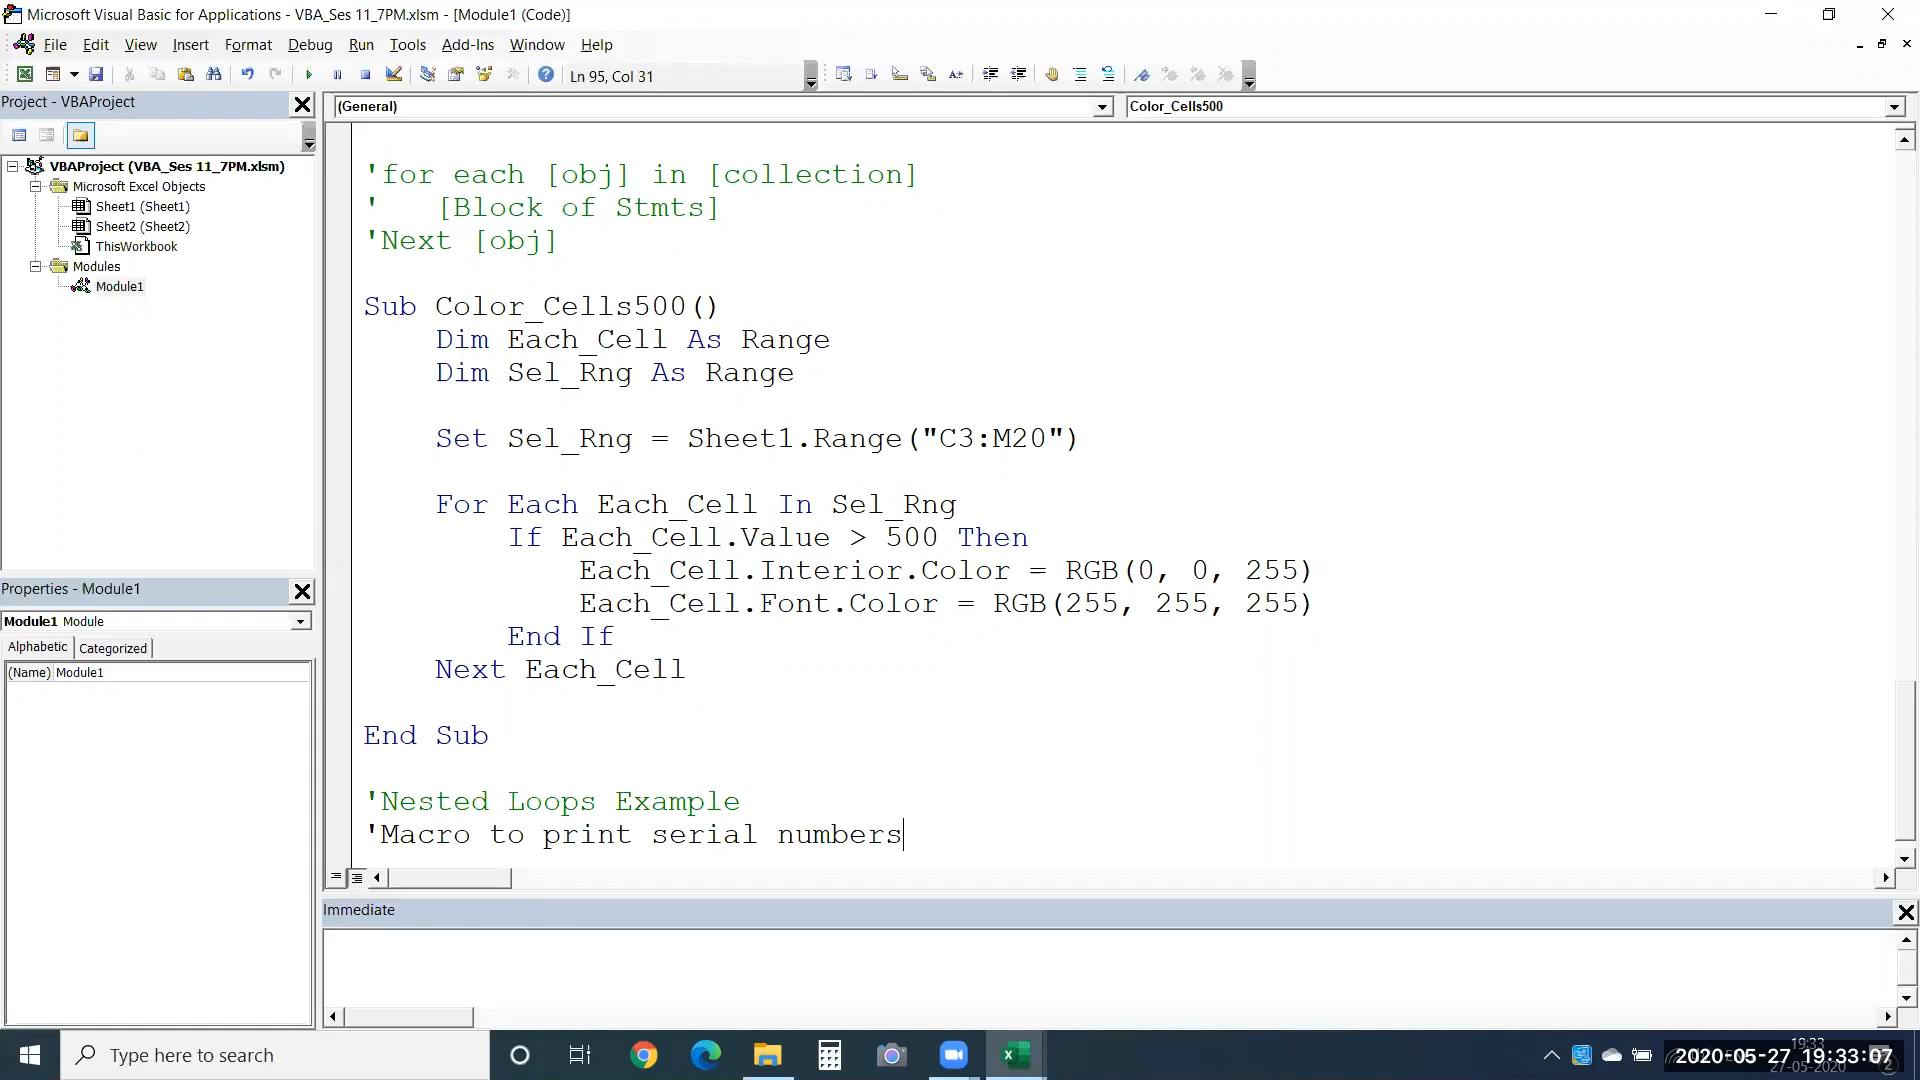 Microsoft Visual Basic for Applications - VBA_Ses 11_7PM.xlsm - [Module1 (Code)]
File Edit View Insert Format Debug Run Tools Add-Ins Window Help
Ln 95, Col 31
Project - VBAProject
(General)
Color_Cells500
VBAProject (VBA_Ses 11_7PM.xlsm)
Microsoft Excel Objects
Sheet1 (Sheet1)
Sheet2 (Sheet2)
ThisWorkbook
Modules
Module1
Properties - Module1
Module1 Module
Alphabetic Categorized
(Name) Module1
'for each [obj] in [collection]
' [Block of Stmts]
'Next [obj]
Sub Color_Cells500()
Dim Each_Cell As Range
Dim Sel_Rng As Range
Set Sel_Rng = Sheet1.Range("C3:M20")
For Each Each_Cell In Sel_Rng
If Each_Cell.Value > 500 Then
Each_Cell.Interior.Color = RGB(0, 0, 255)
Each_Cell.Font.Color = RGB(255, 255, 255)
End If
Next Each_Cell
End Sub
'Nested Loops Example
'Macro to print serial numbers
Immediate
Type here to search
19:33
2020-05-27 19:33:07
27-05-2020
2